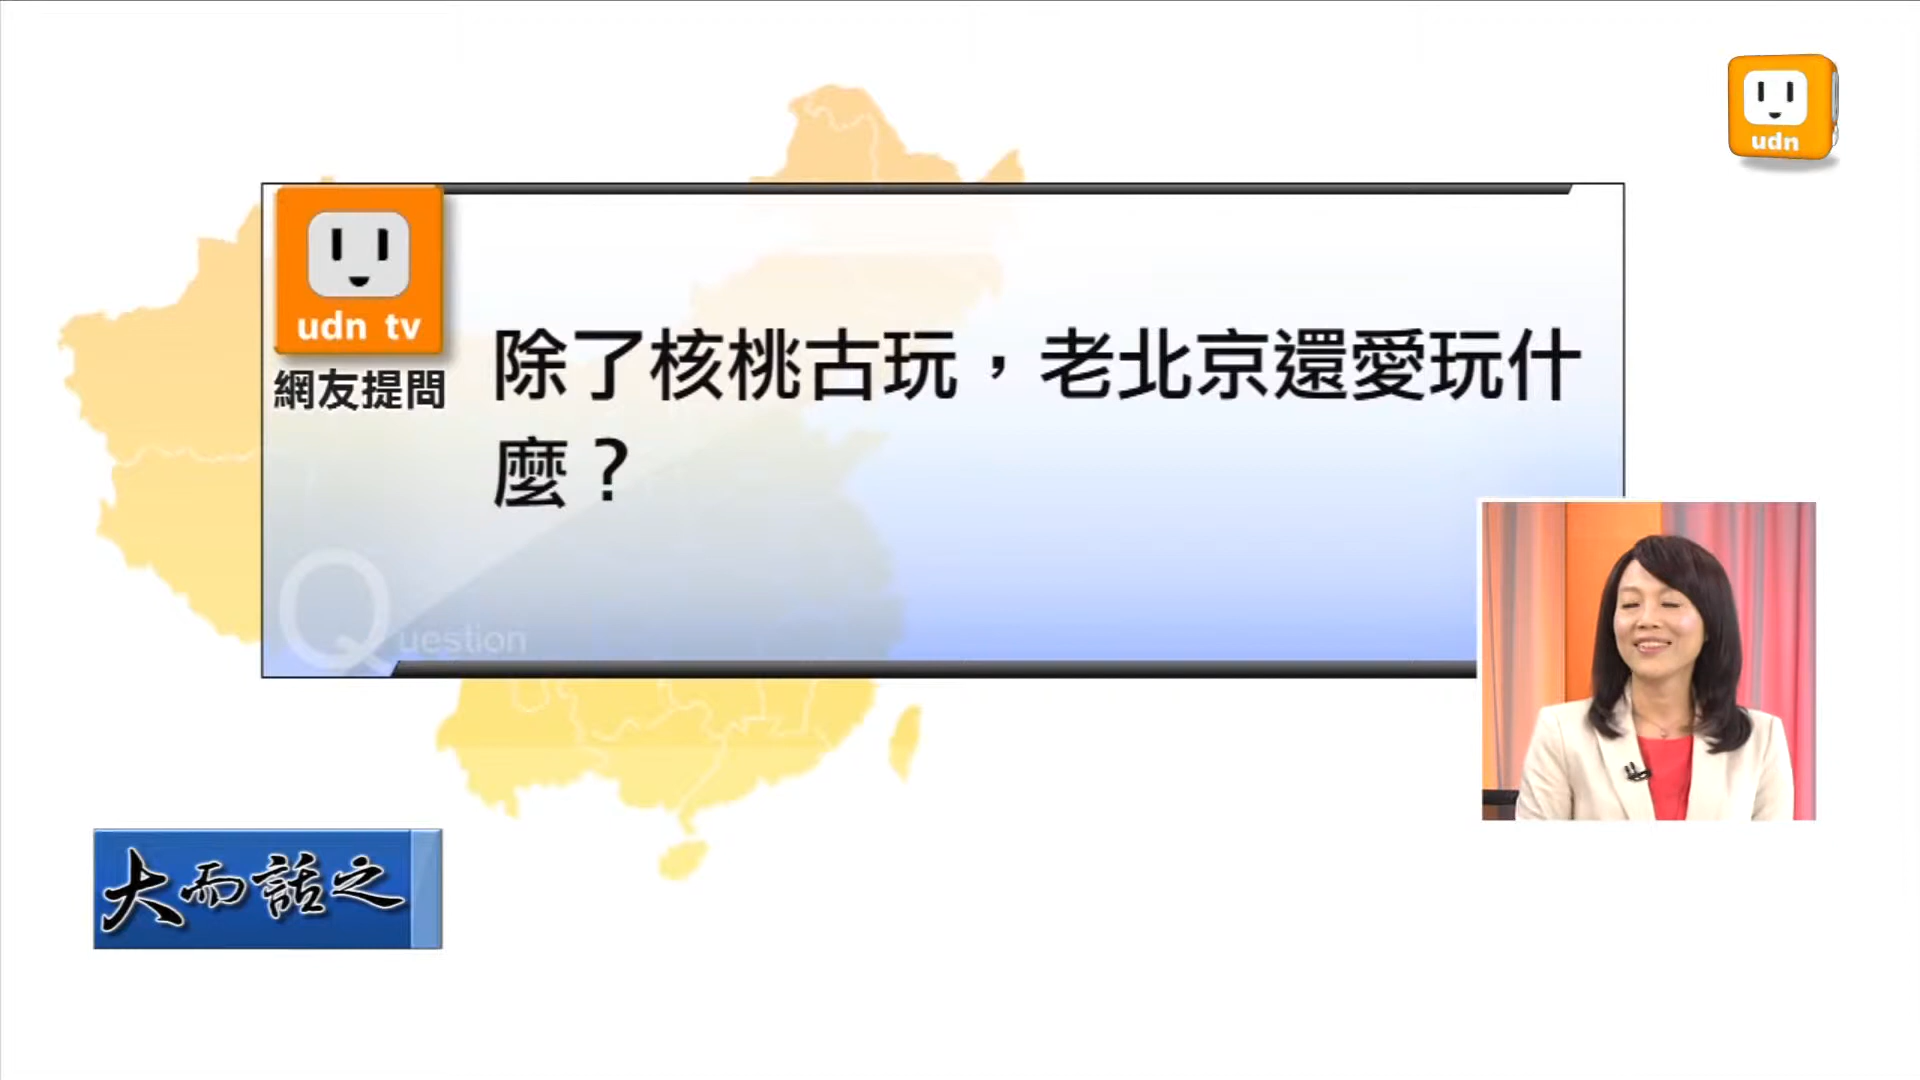 udn
udn tv
網友提問
除了核桃古玩，老北京還愛玩什
麼？
Question
大而話之